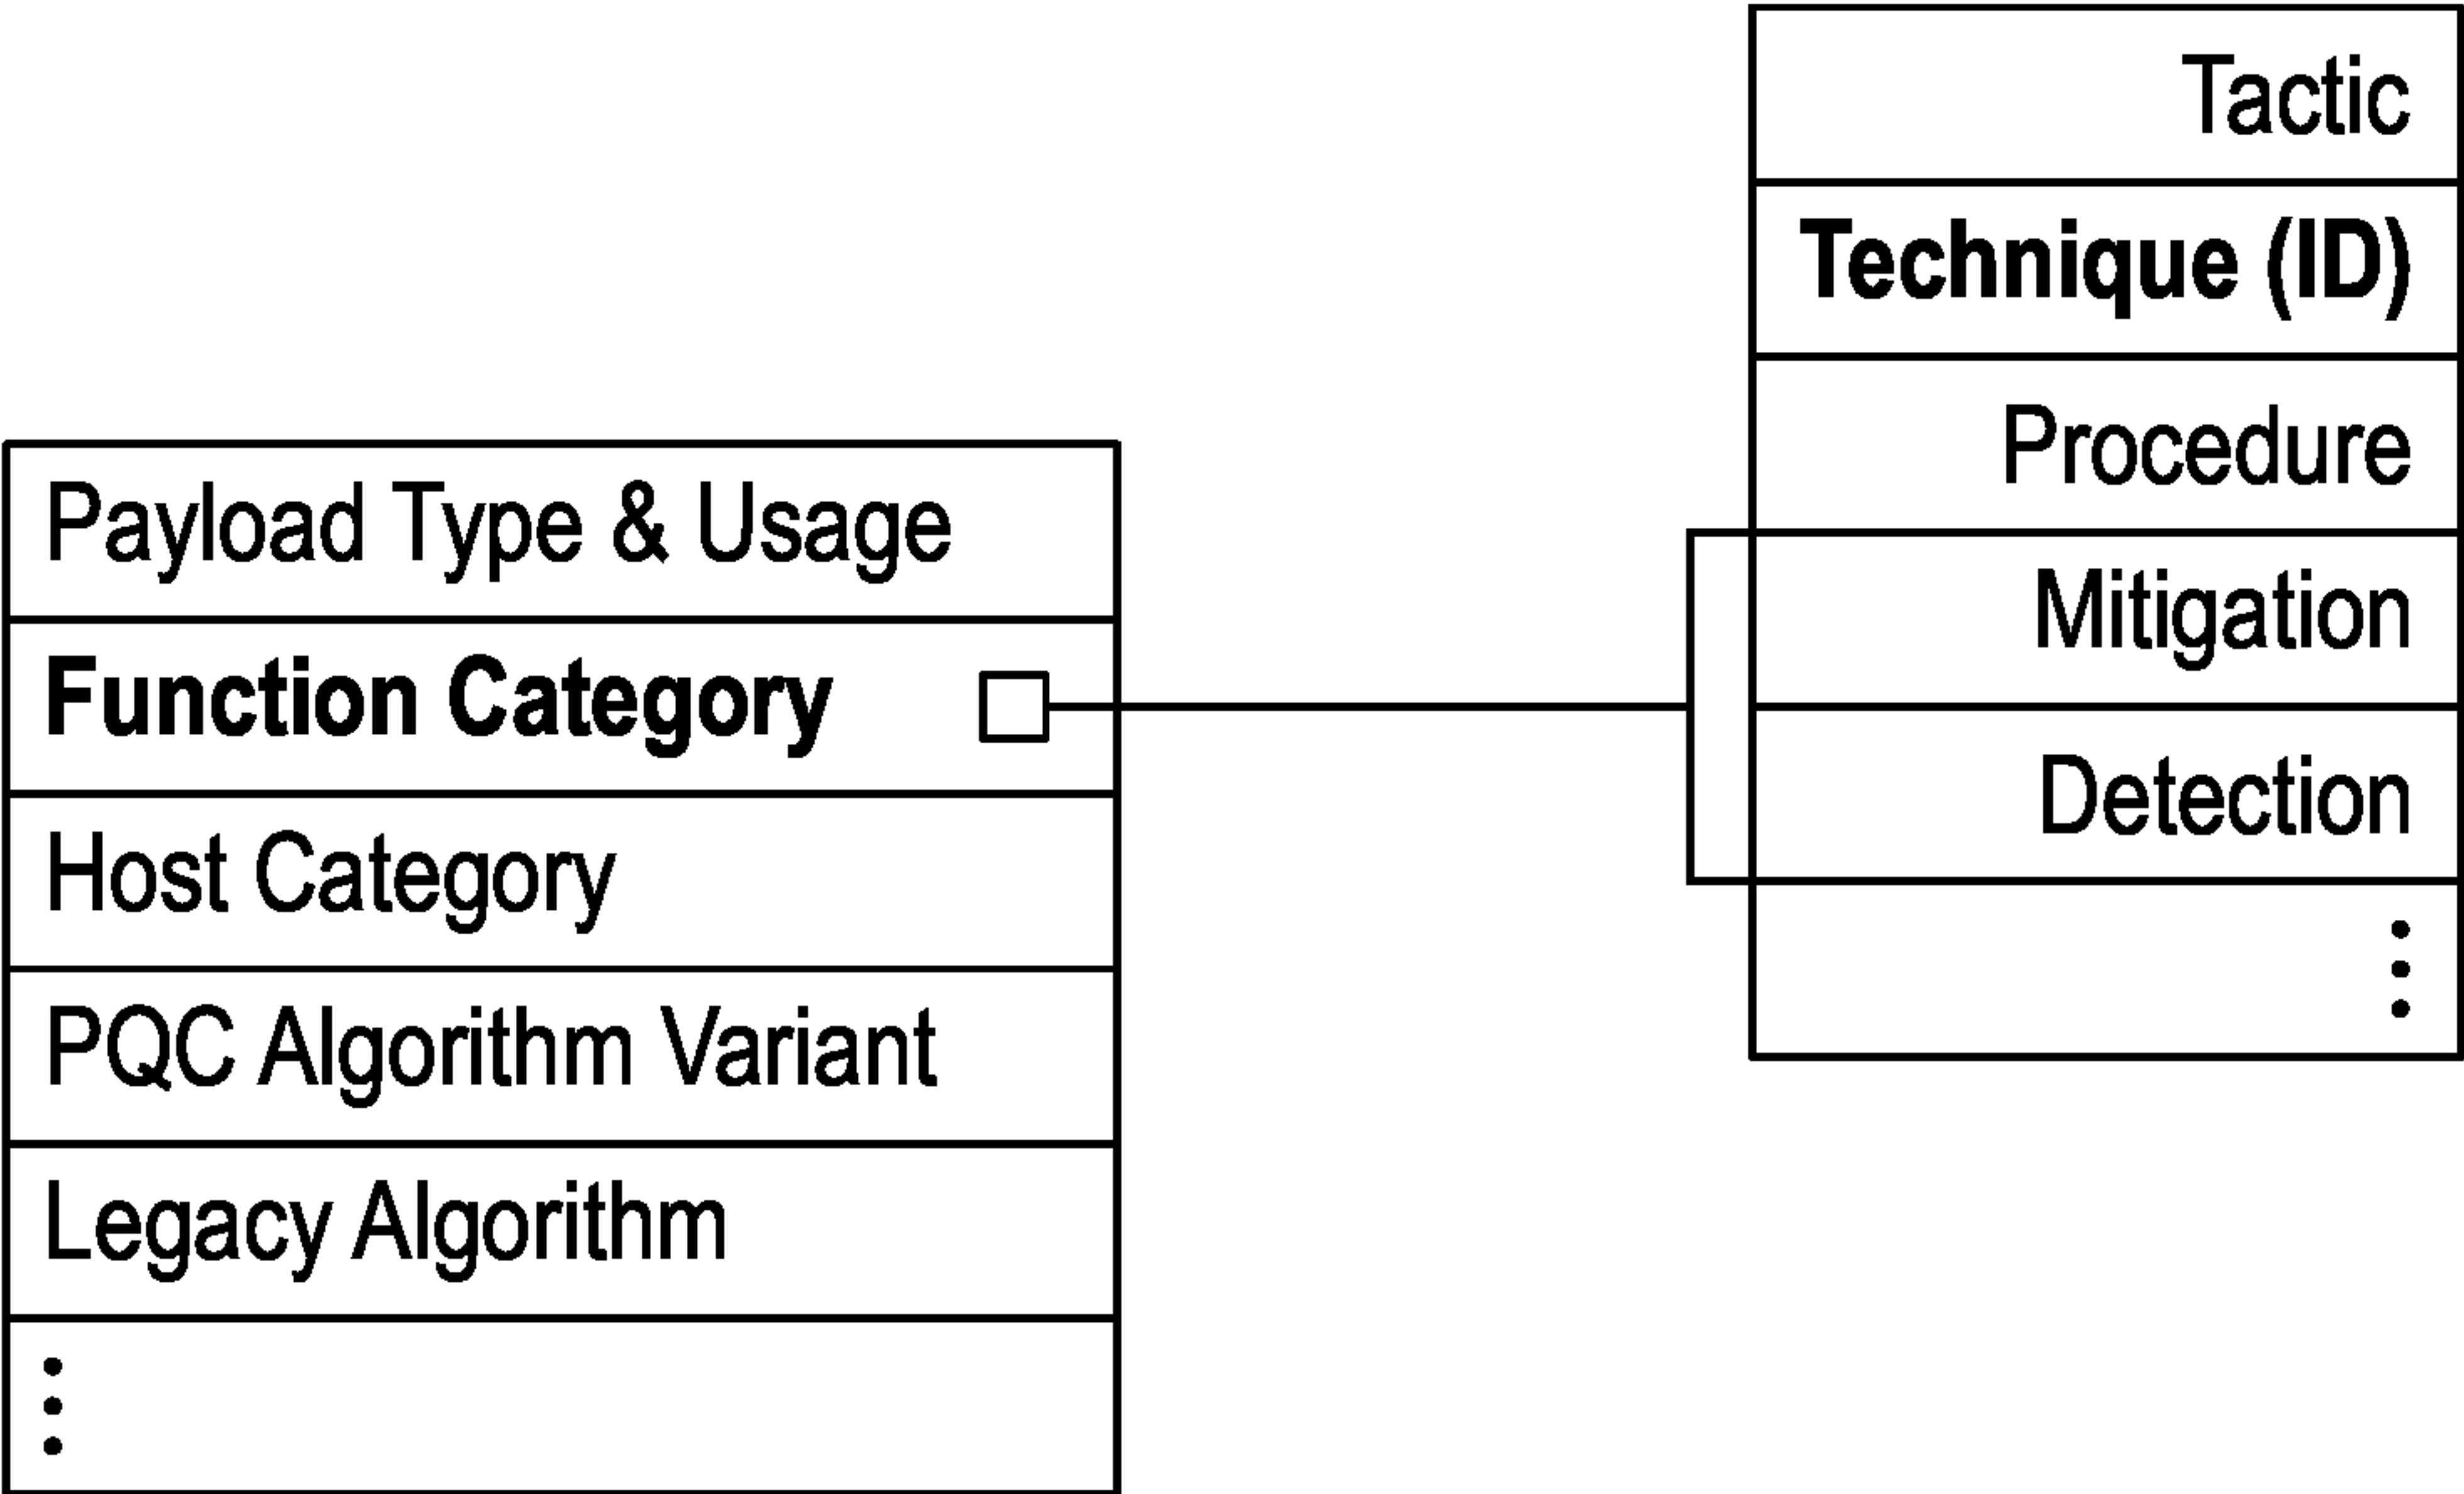 Payload Type & Usage
Function Category
Host Category
PQC Algorithm Variant
Legacy Algorithm
Tactic
Technique (ID)
Procedure
Mitigation
Detection